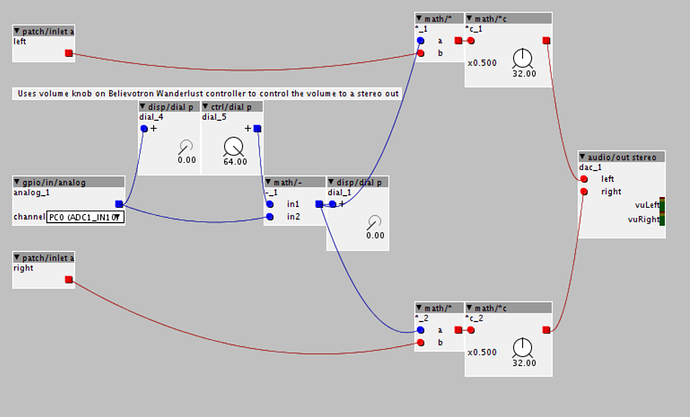 patch/inlet a
left
Uses volume knob on Believotron Wanderlust controller to control the volume to a stereo out
disp/dial p
dial_4
+
0.00
ctrl/dial p
dial_5
+
64.00
gpio/in/analog
analog_1
channel PC0 (ADC1_IN10
math/-
-_1
in1
in2
disp/dial p
dial_1
+
0.00
patch/inlet a
right
math/*
*_1
a
b
math/*c
*c_1
x0.500
32.00
audio/out stereo
dac_1
left
right
vuLeft
vuRight
math/*
*_2
a
b
math/*c
*c_2
x0.500
32.00